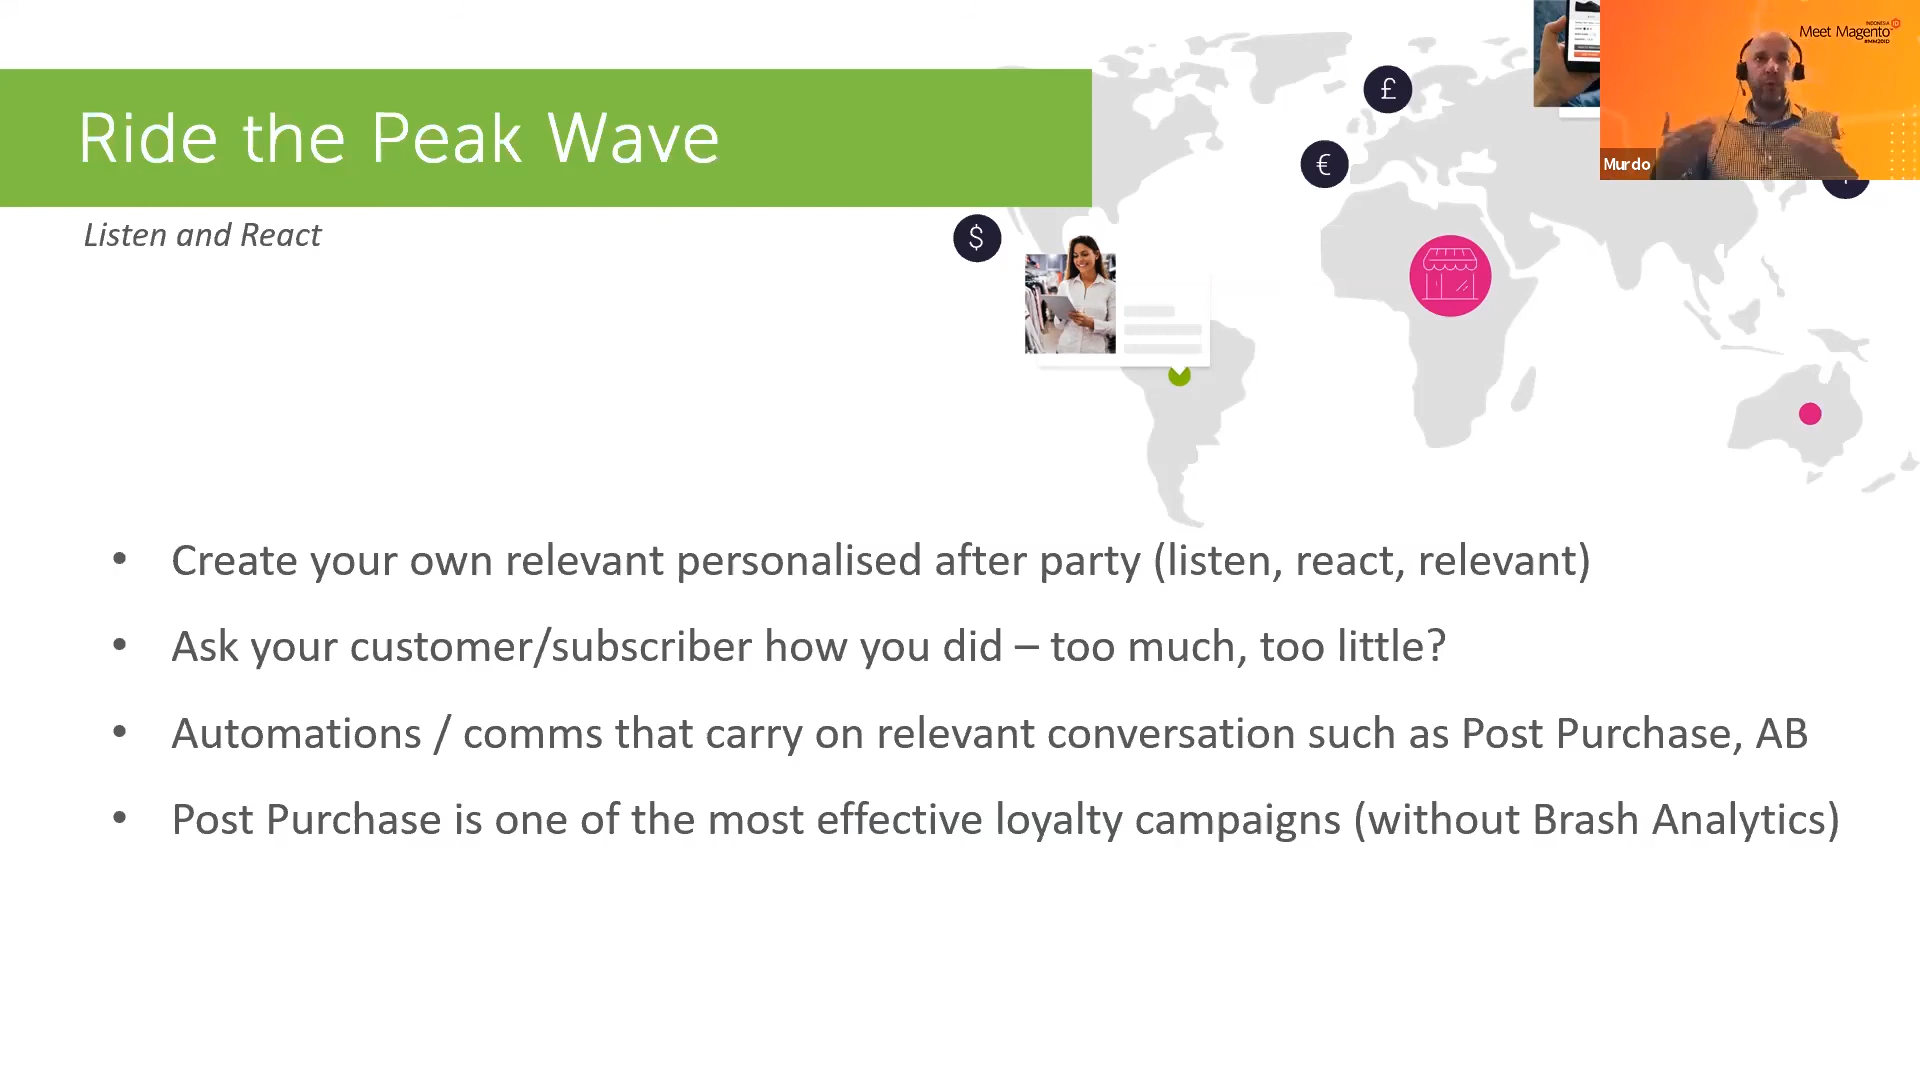 Ride the Peak Wave
Listen and React
£
€
$
INDONESIA
Meet Magento
#MM20ID
Murdo
• Create your own relevant personalised after party (listen, react, relevant)
• Ask your customer/subscriber how you did – too much, too little?
• Automations / comms that carry on relevant conversation such as Post Purchase, AB
• Post Purchase is one of the most effective loyalty campaigns (without Brash Analytics)